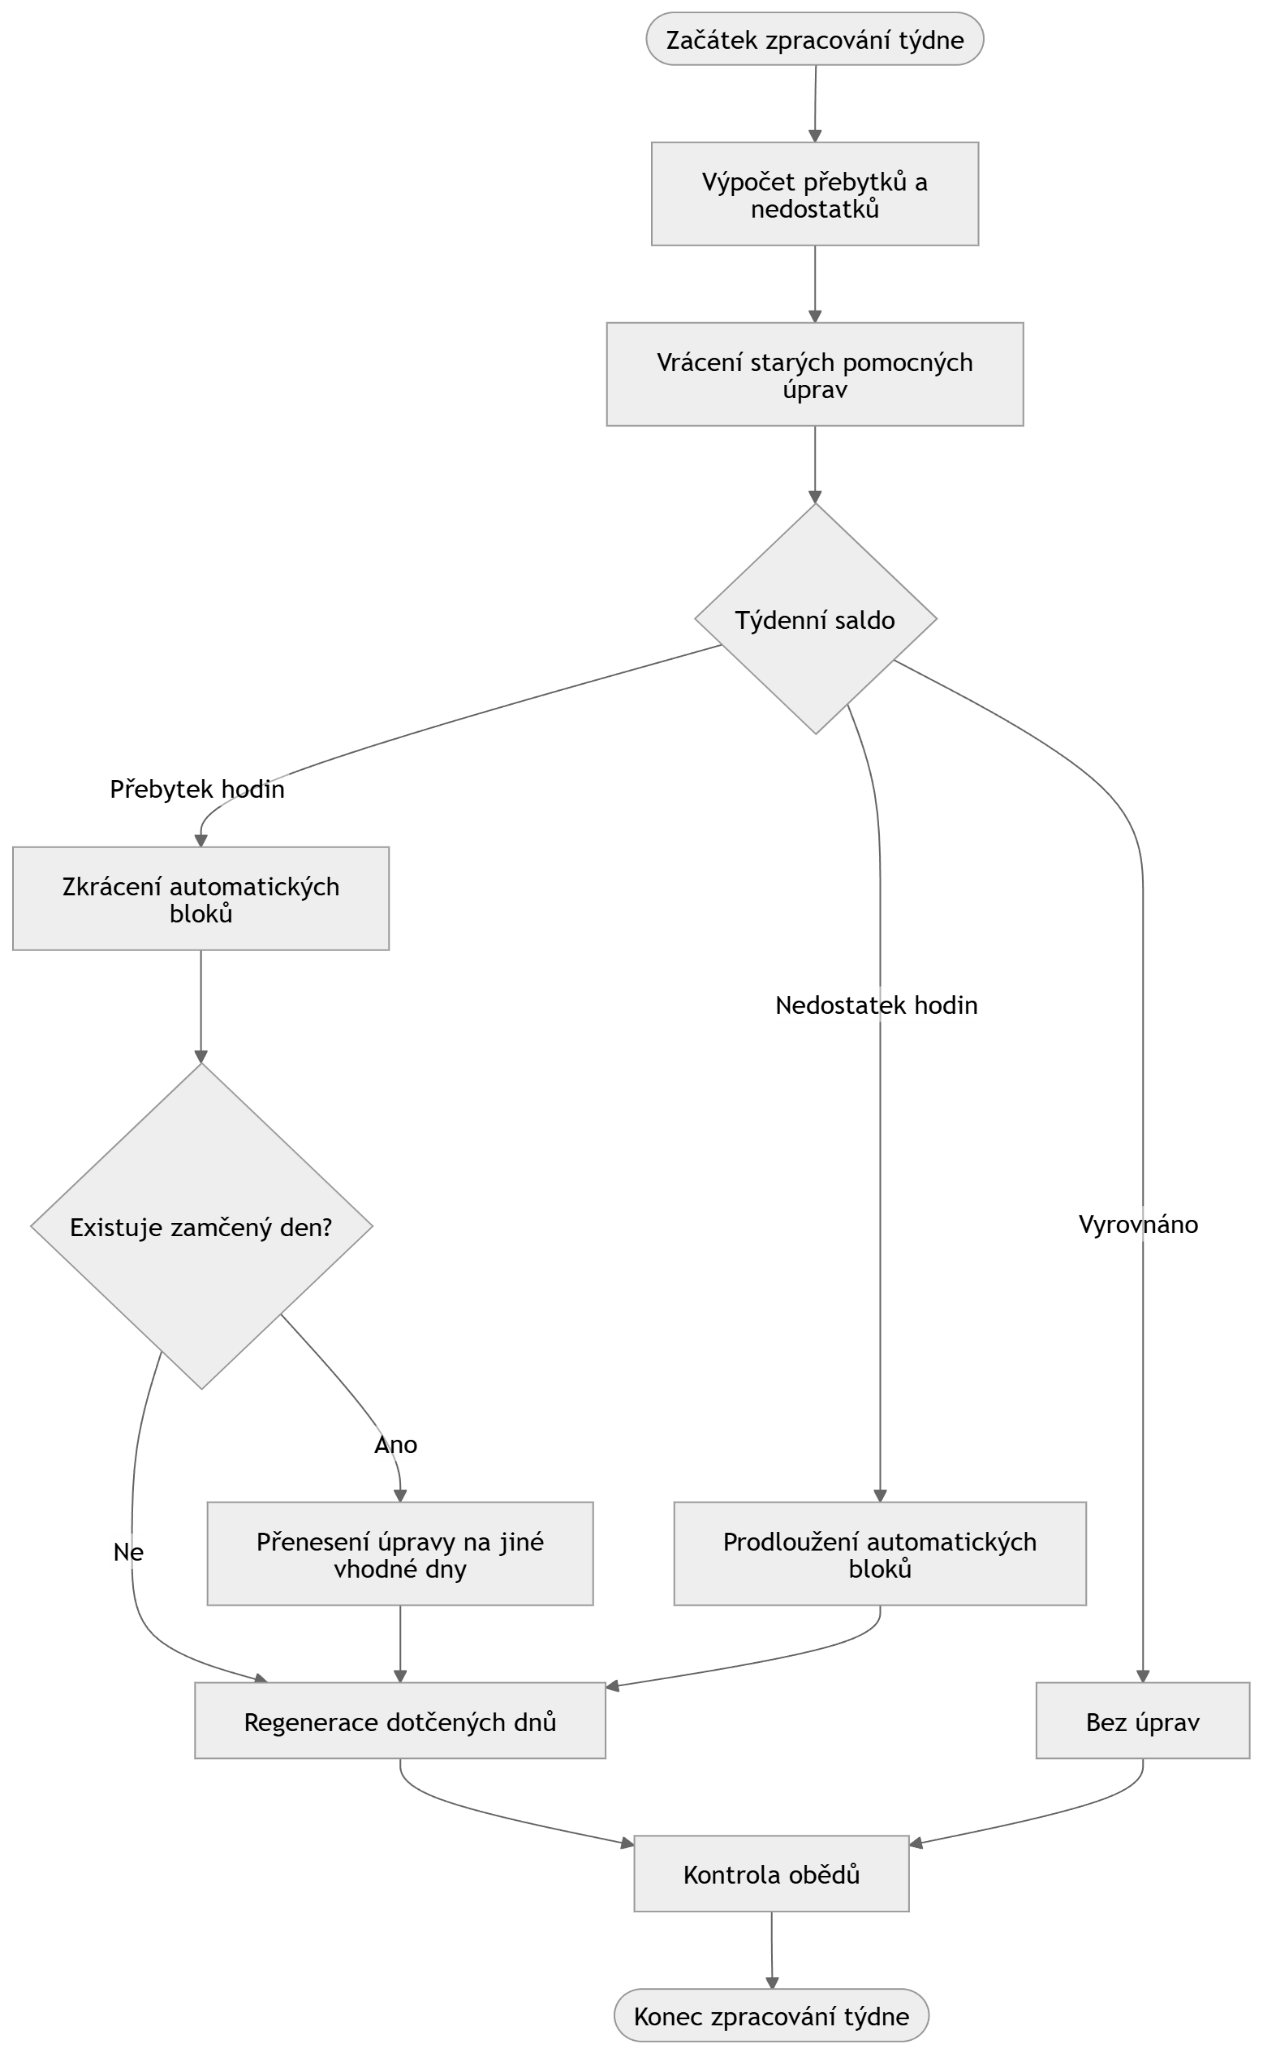 Začátek zpracování týdne
Výpočet přebytků a
nedostatků
Vrácení starých pomocných
úprav
Týdenní saldo
Přebytek hodin
Zkrácení automatických
bloků
Nedostatek hodin
Existuje zamčený den?
Vyrovnáno
Ano
Ne
Přenesení úpravy na jiné
vhodné dny
Prodloužení automatických
bloků
Regenerace dotčených dnů
Bez úprav
Kontrola obědů
Konec zpracování týdne